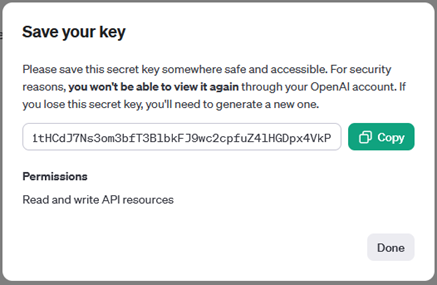 Save your key
Please save this secret key somewhere safe and accessible. For security
reasons, you won't be able to view it again through your OpenAI account. If
you lose this secret key, you'll need to generate a new one.
1tHCdJ7Ns3om3bfT3BlbkFJ9wc2cpfuZ4lHGDpx4VkP Copy
Permissions
Read and write API resources
Done